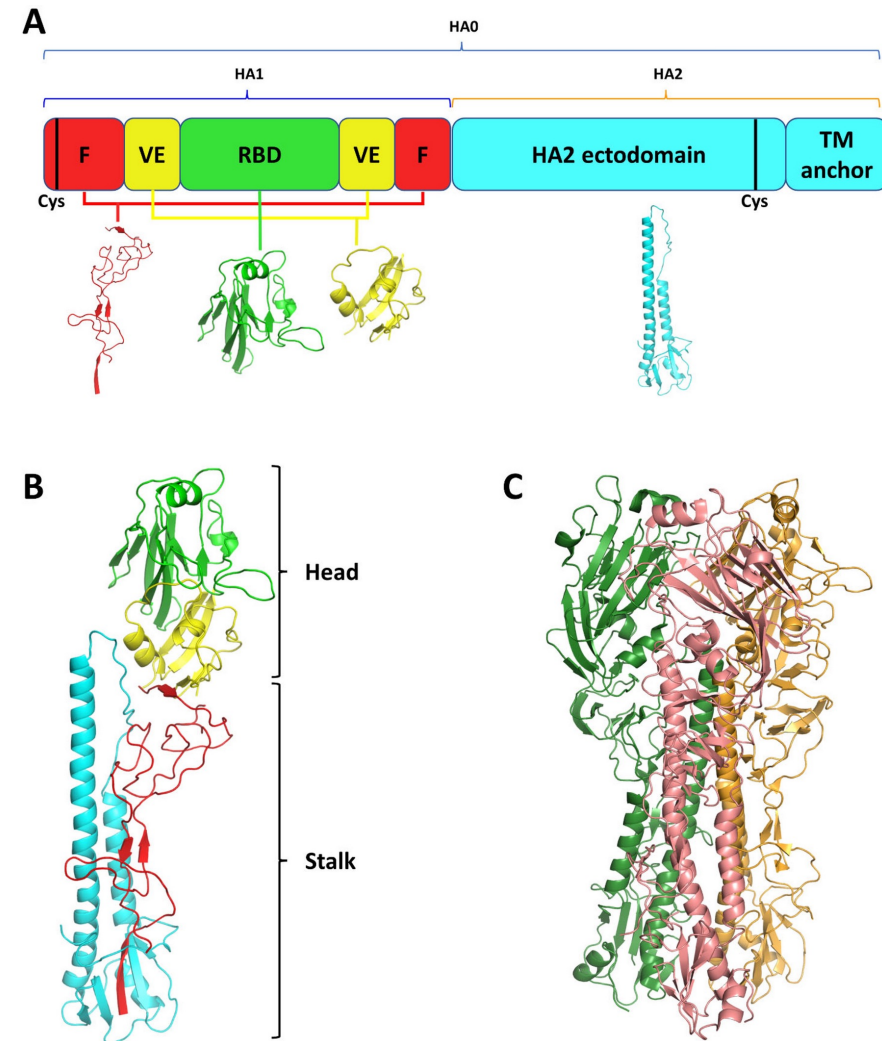 A
HA0
HA1
HA2
F
VE
RBD
VE
F
HA2 ectodomain
TM
anchor
Cys
Cys
B
Head
Stalk
C